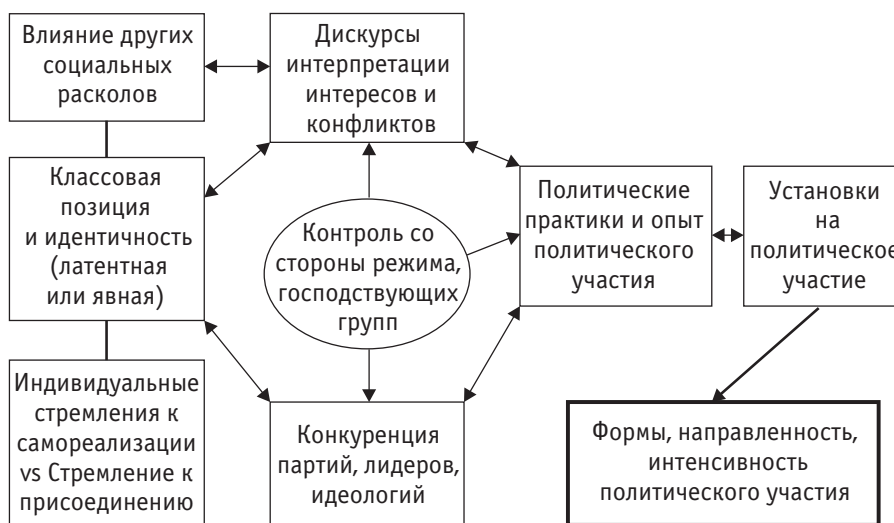 Влияние других
социальных
расколов
Дискурсы
интерпретации
интересов и
конфликтов
Классовая
позиция
и идентичность
(латентная
или явная)
Контроль со
стороны режима,
господствующих
групп
Политические
практики и опыт
политического
участия
Установки
на
политическое
участие
Индивидуальные
стремления к
самореализации
vs Стремление к
присоединению
Конкуренция
партий, лидеров,
идеологий
Формы, направленность,
интенсивность
политического участия